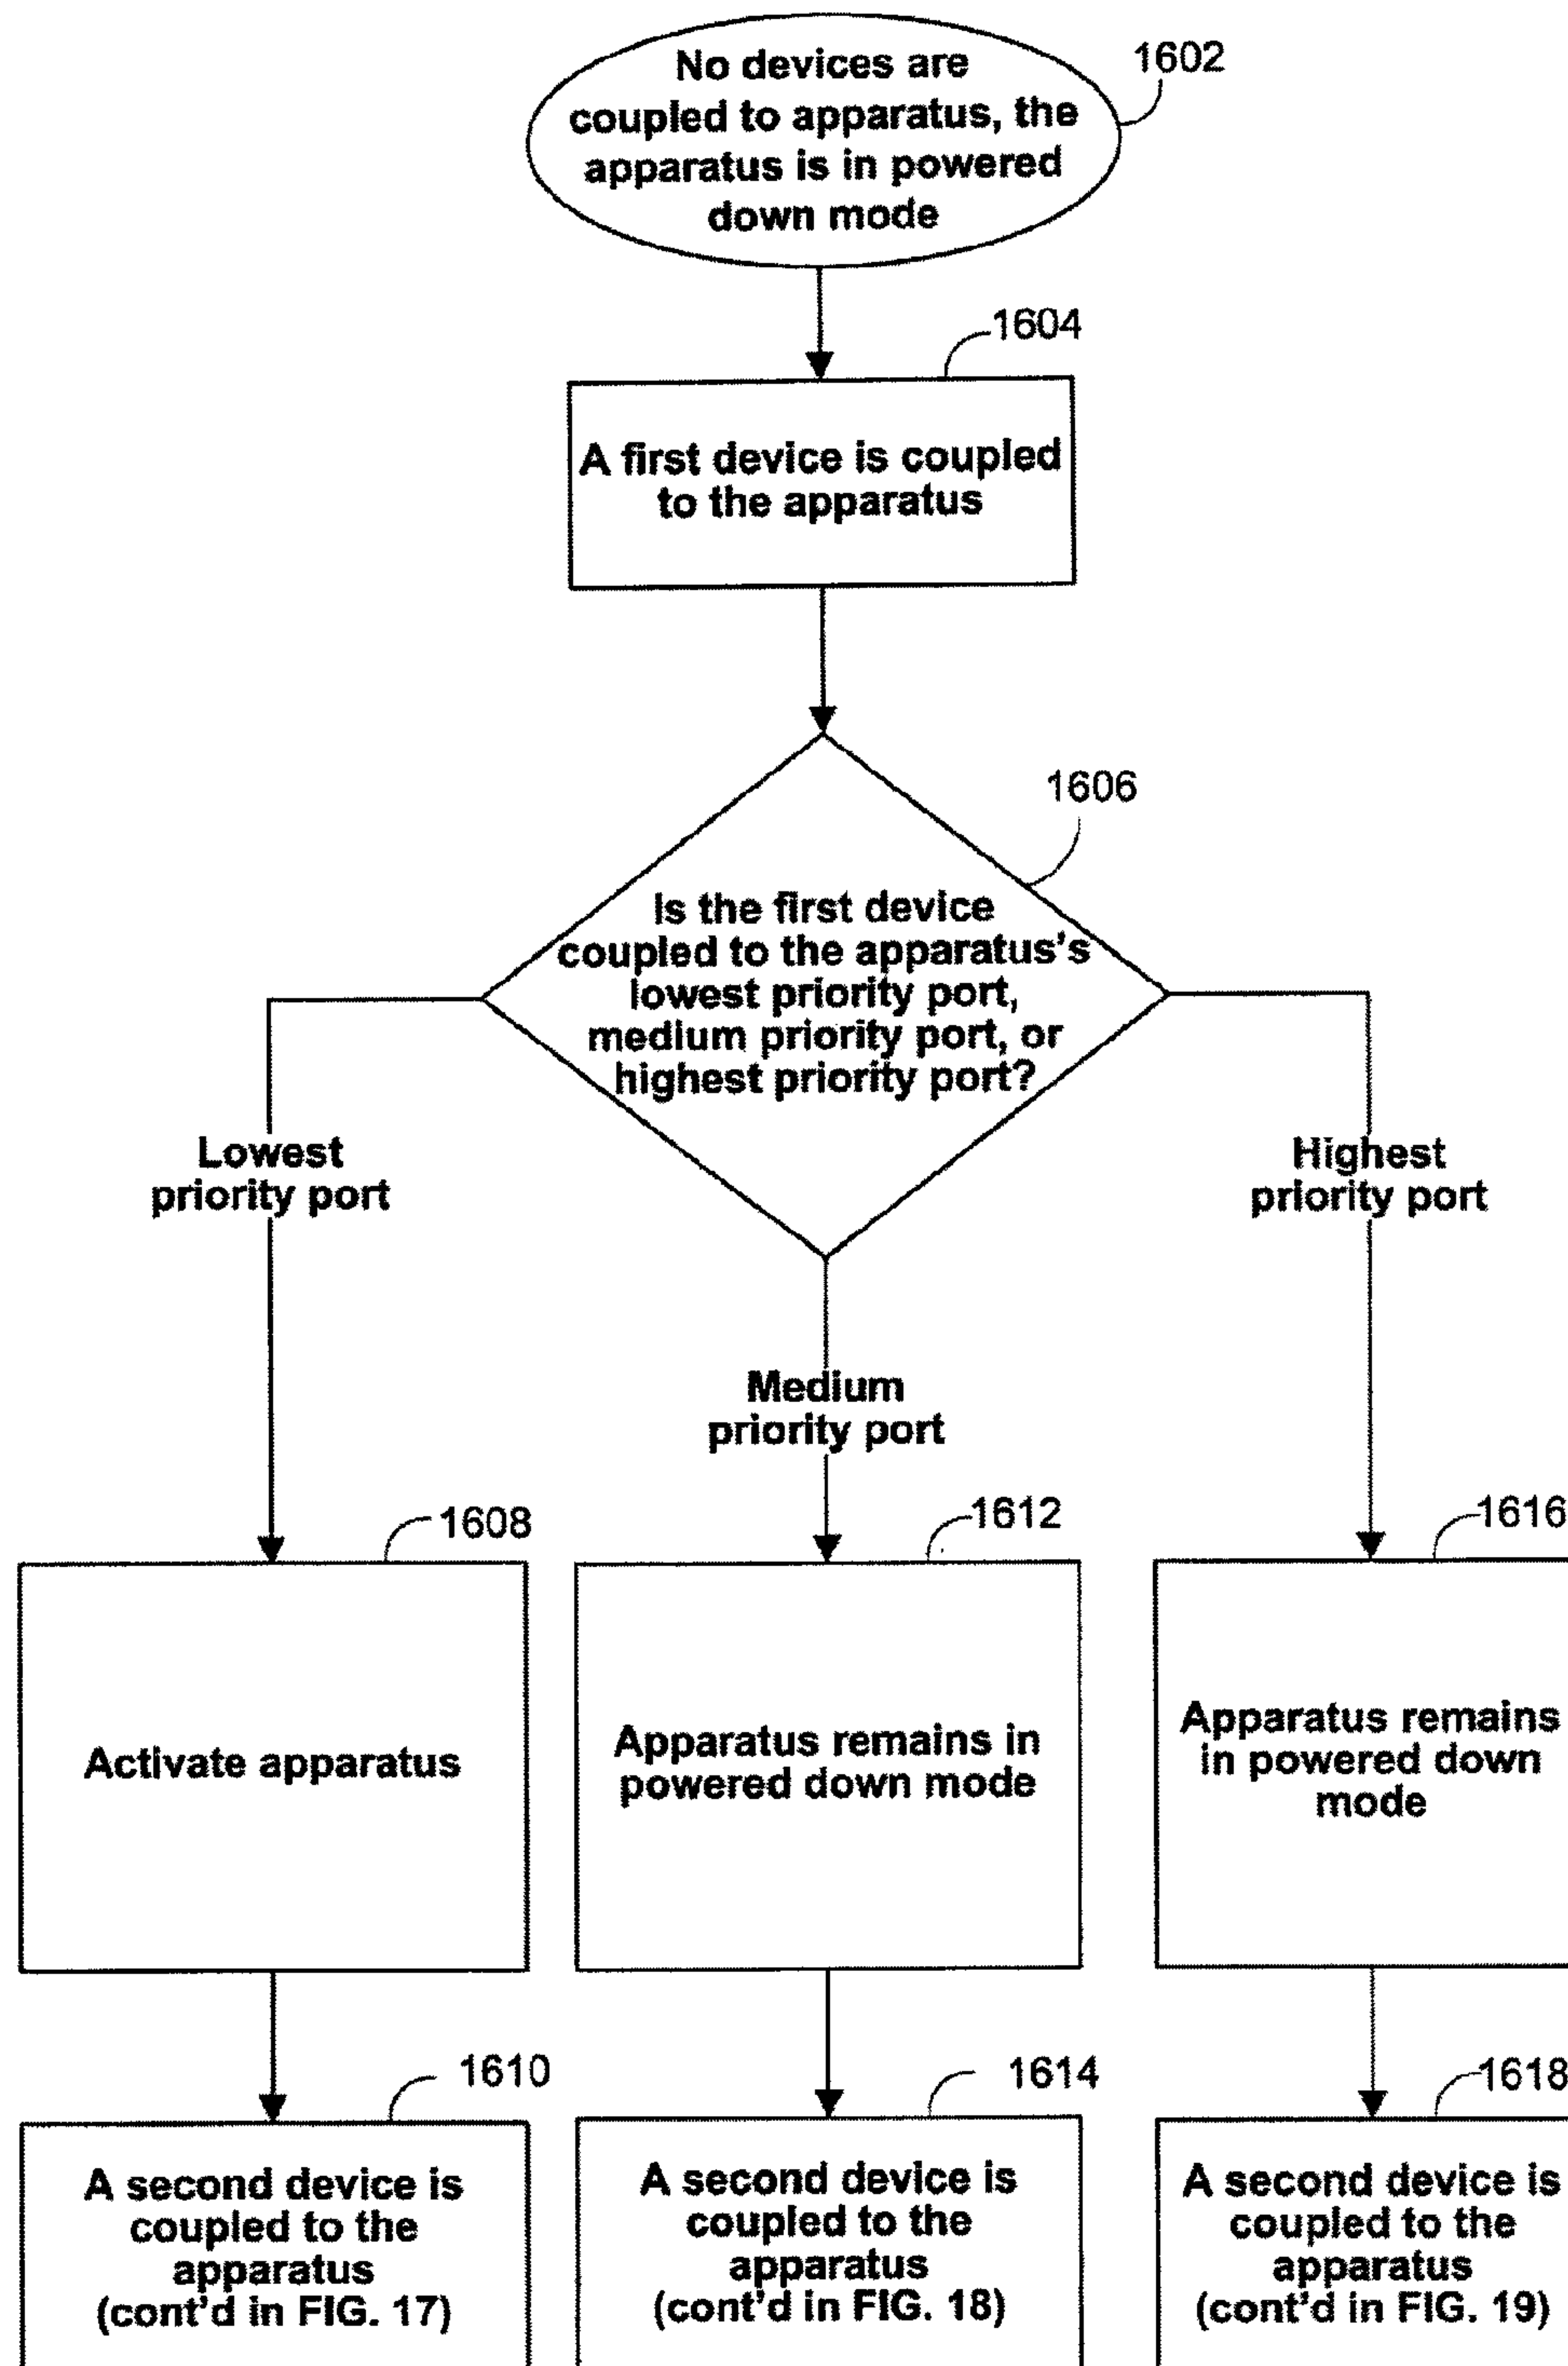 No devices are
coupled to apparatus, the
apparatus is in powered
down mode
1602
1604
A first device is coupled
to the apparatus
1606
Is the first device
coupled to the apparatus's
lowest priority port,
medium priority port, or
highest priority port?
Lowest
priority port
Highest
priority port
Medium
priority port
1608
1612
1616
Activate apparatus
Apparatus remains in
powered down mode
Apparatus remains
in powered down
mode
1610
1614
1618
A second device is
coupled to the
apparatus
(cont'd in FIG. 17)
A second device is
coupled to the
apparatus
(cont'd in FIG. 18)
A second device is
coupled to the
apparatus
(cont'd in FIG. 19)